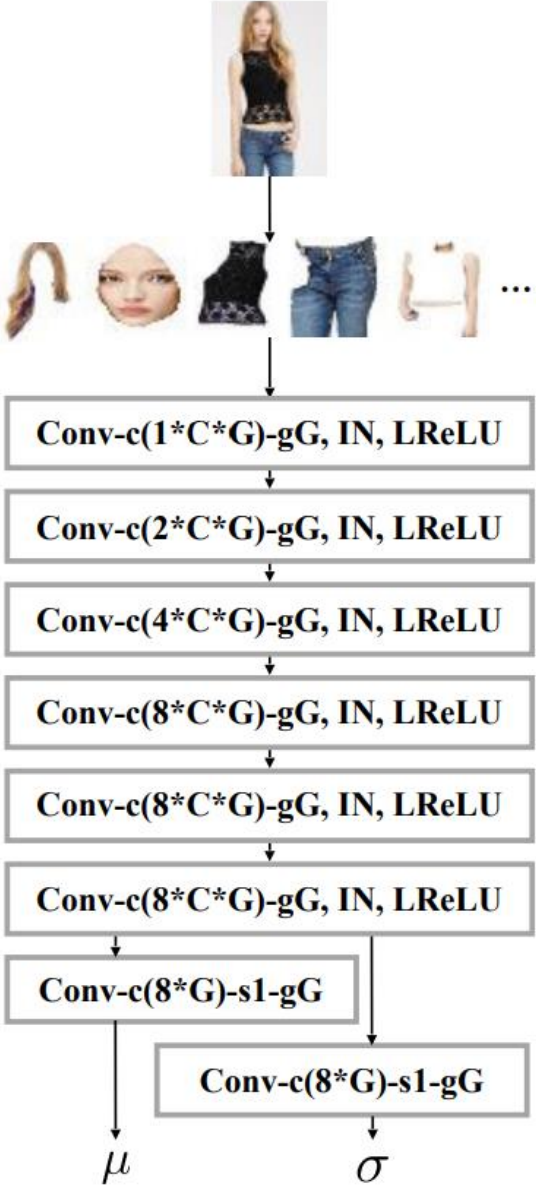 ...
Conv-c(1*C*G)-gG, IN, LReLU
Conv-c(2*C*G)-gG, IN, LReLU
Conv-c(4*C*G)-gG, IN, LReLU
Conv-c(8*C*G)-gG, IN, LReLU
Conv-c(8*C*G)-gG, IN, LReLU
Conv-c(8*C*G)-gG, IN, LReLU
Conv-c(8*G)-s1-gG
Conv-c(8*G)-s1-gG
μ σ